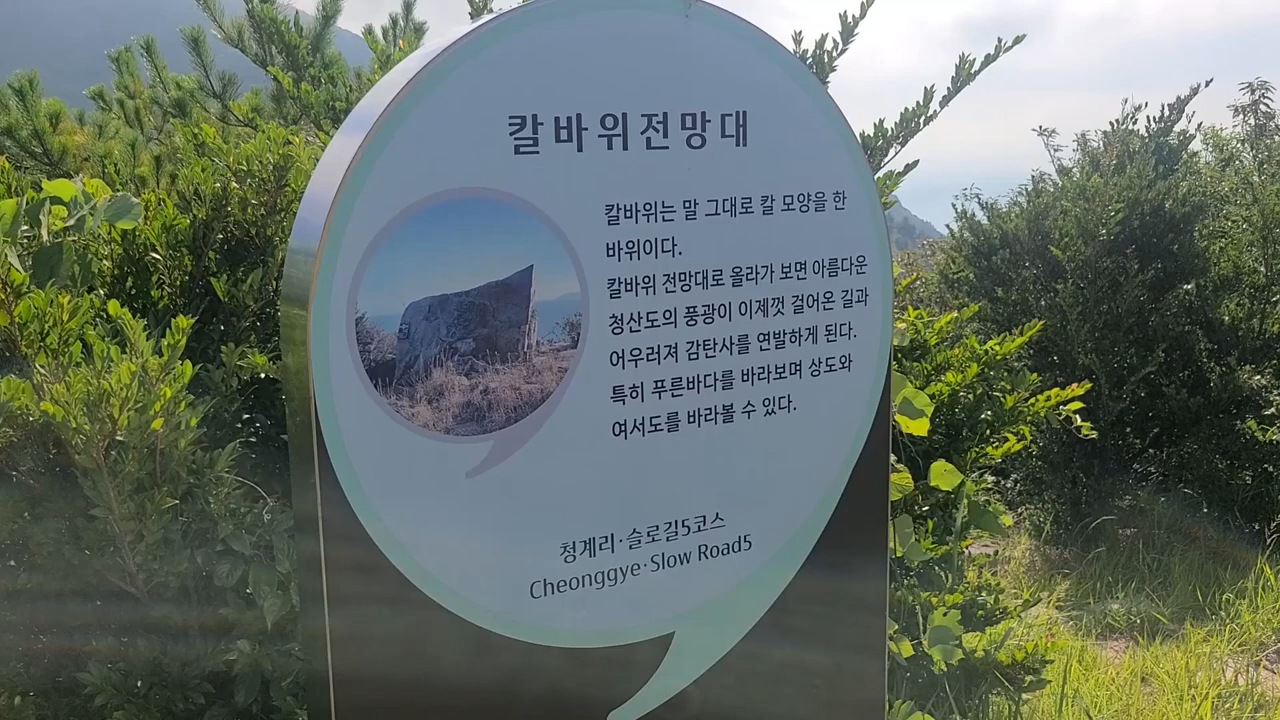 칼바위전망대
칼바위는 말 그대로 칼 모양을 한
바위이다.
칼바위 전망대로 올라가 보면 아름다운
청산도의 풍광이 이제껏 걸어온 길과
어우러져 감탄사를 연발하게 된다.
특히 푸른바다를 바라보며 상도와
여서도를 바라볼 수 있다.
청계리·슬로길5코스
Cheonggye·Slow Road5